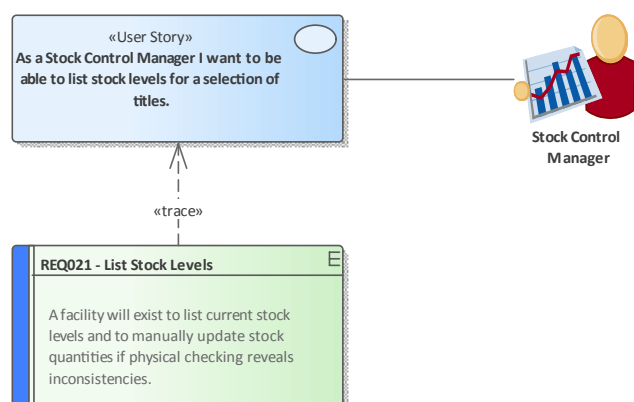 «User Story»
As a Stock Control Manager I want to be
able to list stock levels for a selection of
titles.
Stock Control
Manager
«trace»
REQ021 - List Stock Levels
E
A facility will exist to list current stock
levels and to manually update stock
quantities if physical checking reveals
inconsistencies.